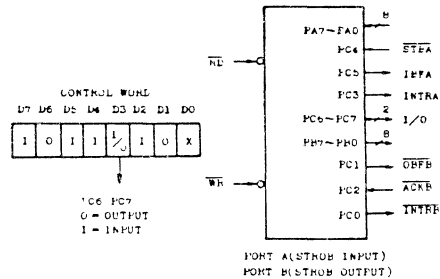 CONTROL WORD
D7 D6 D5 D4 D3 D2 D1 D0
1 0 1 1 1/0 1 0 X
PC6 PC7
0 = OUTPUT
1 = INPUT
RD
WR
PA7-PA0
8
PC4
STBA
PC5
IBFA
PC3
INTRA
PC6-PC7
2
I/O
PB7-PB0
8
PC1
OBFB
PC2
ACKB
PC0
INTRB
PORT A(STROB INPUT)
PORT B(STROB OUTPUT)